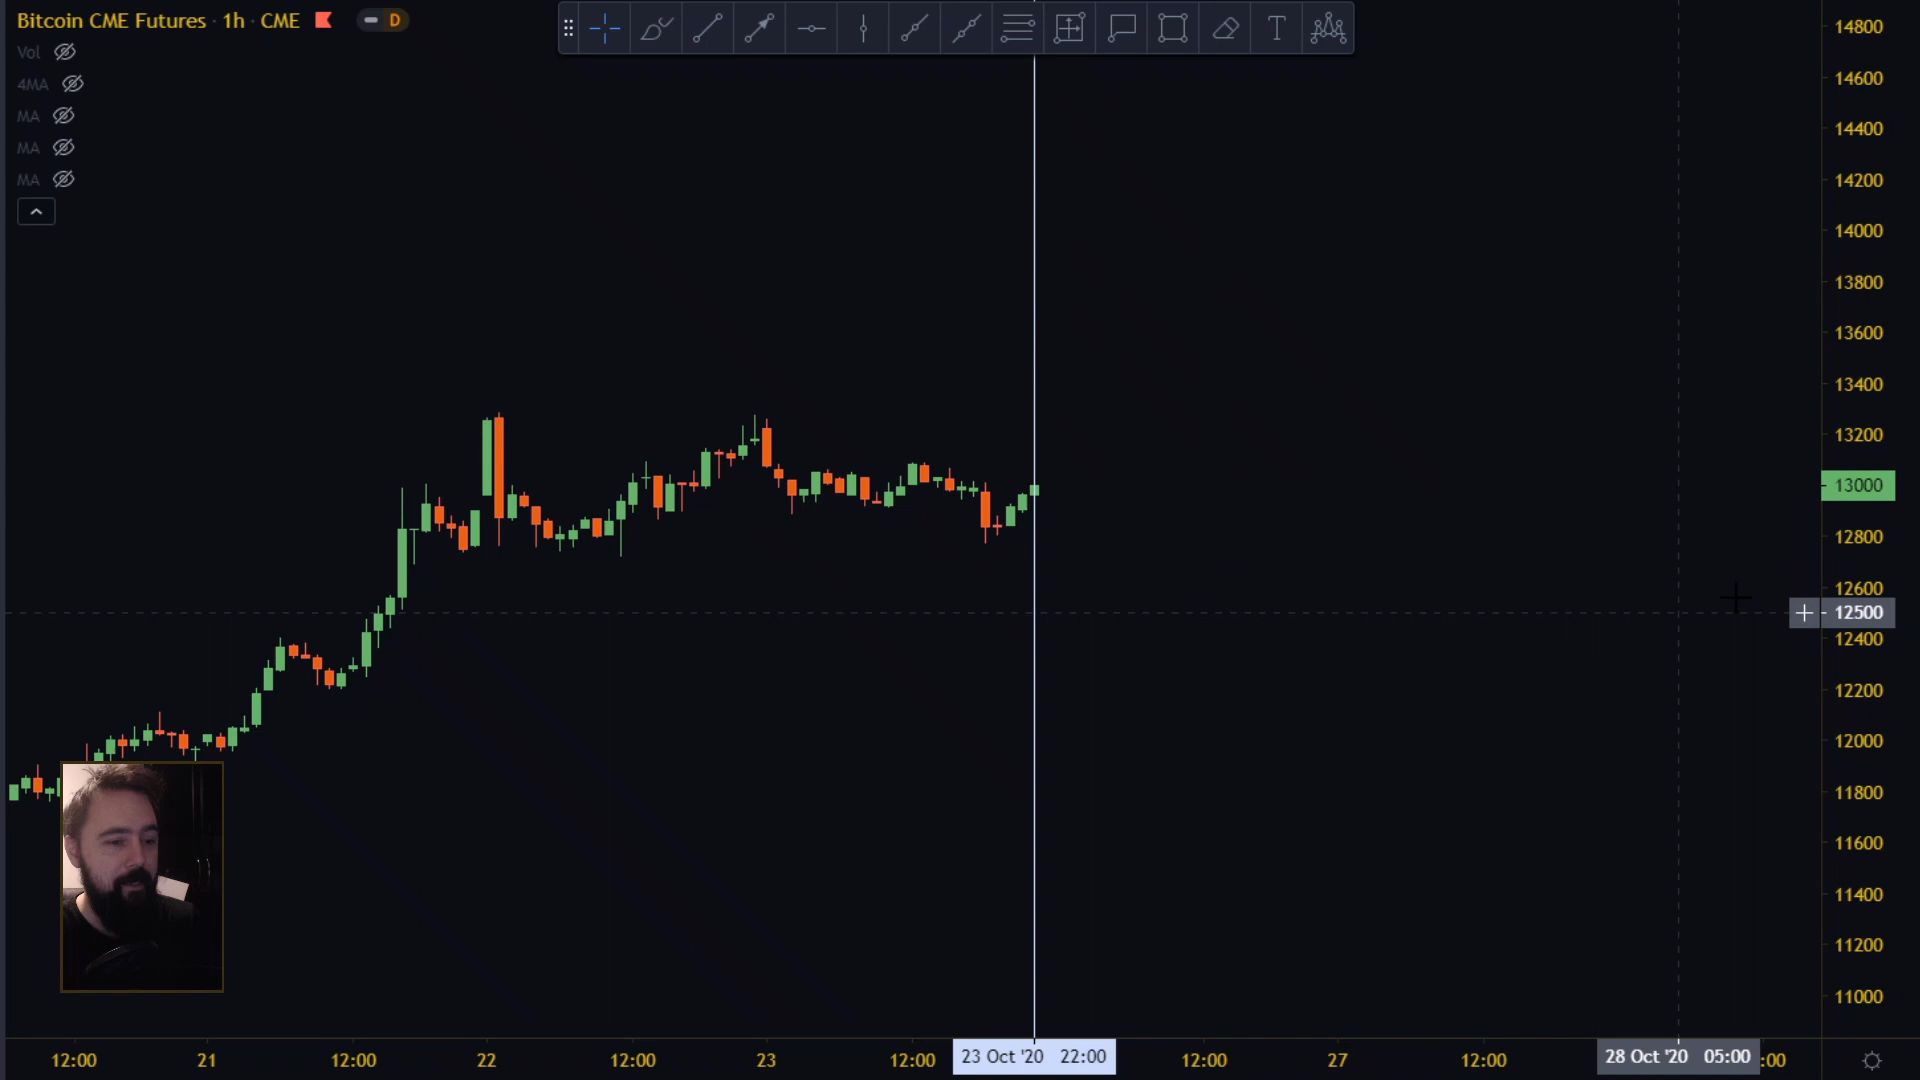 Bitcoin CME Futures · 1h · CME
D
Vol
4MA
MA
MA
MA
T
14800
14600
14400
14200
14000
13800
13600
13400
13200
13000
12800
12600
12500
12400
12200
12000
11800
11600
11400
11200
11000
12:00 21 12:00 22 12:00 23 12:00 23 Oct '20 22:00 12:00 27 12:00 28 Oct '20 05:00 :00